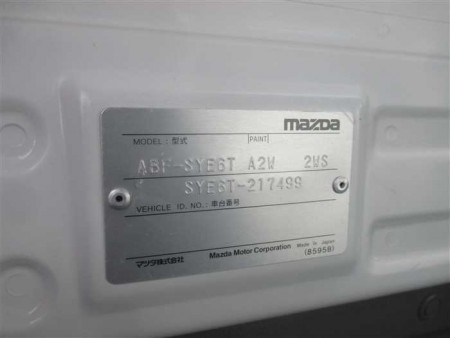 mazda
MODEL: 型式 PAINT
ABF-SYE6T A2W 2WS
SYE6T-217499
VEHICLE ID. NO.: 車台番号
マツダ株式会社 Mazda Motor Corporation Made in Japan
(8595B)